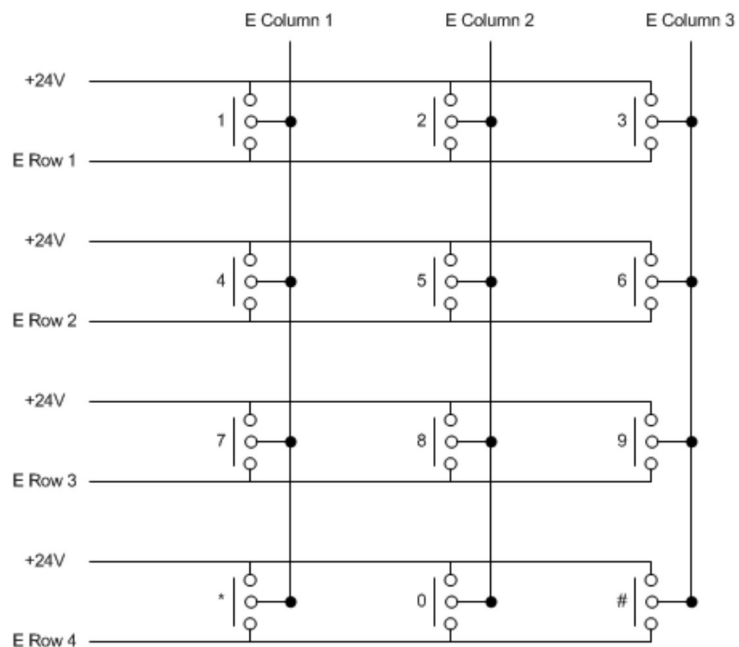 E Column 1 E Column 2 E Column 3
+24V
1 2 3
E Row 1
+24V
4 5 6
E Row 2
+24V
7 8 9
E Row 3
+24V
* 0 #
E Row 4